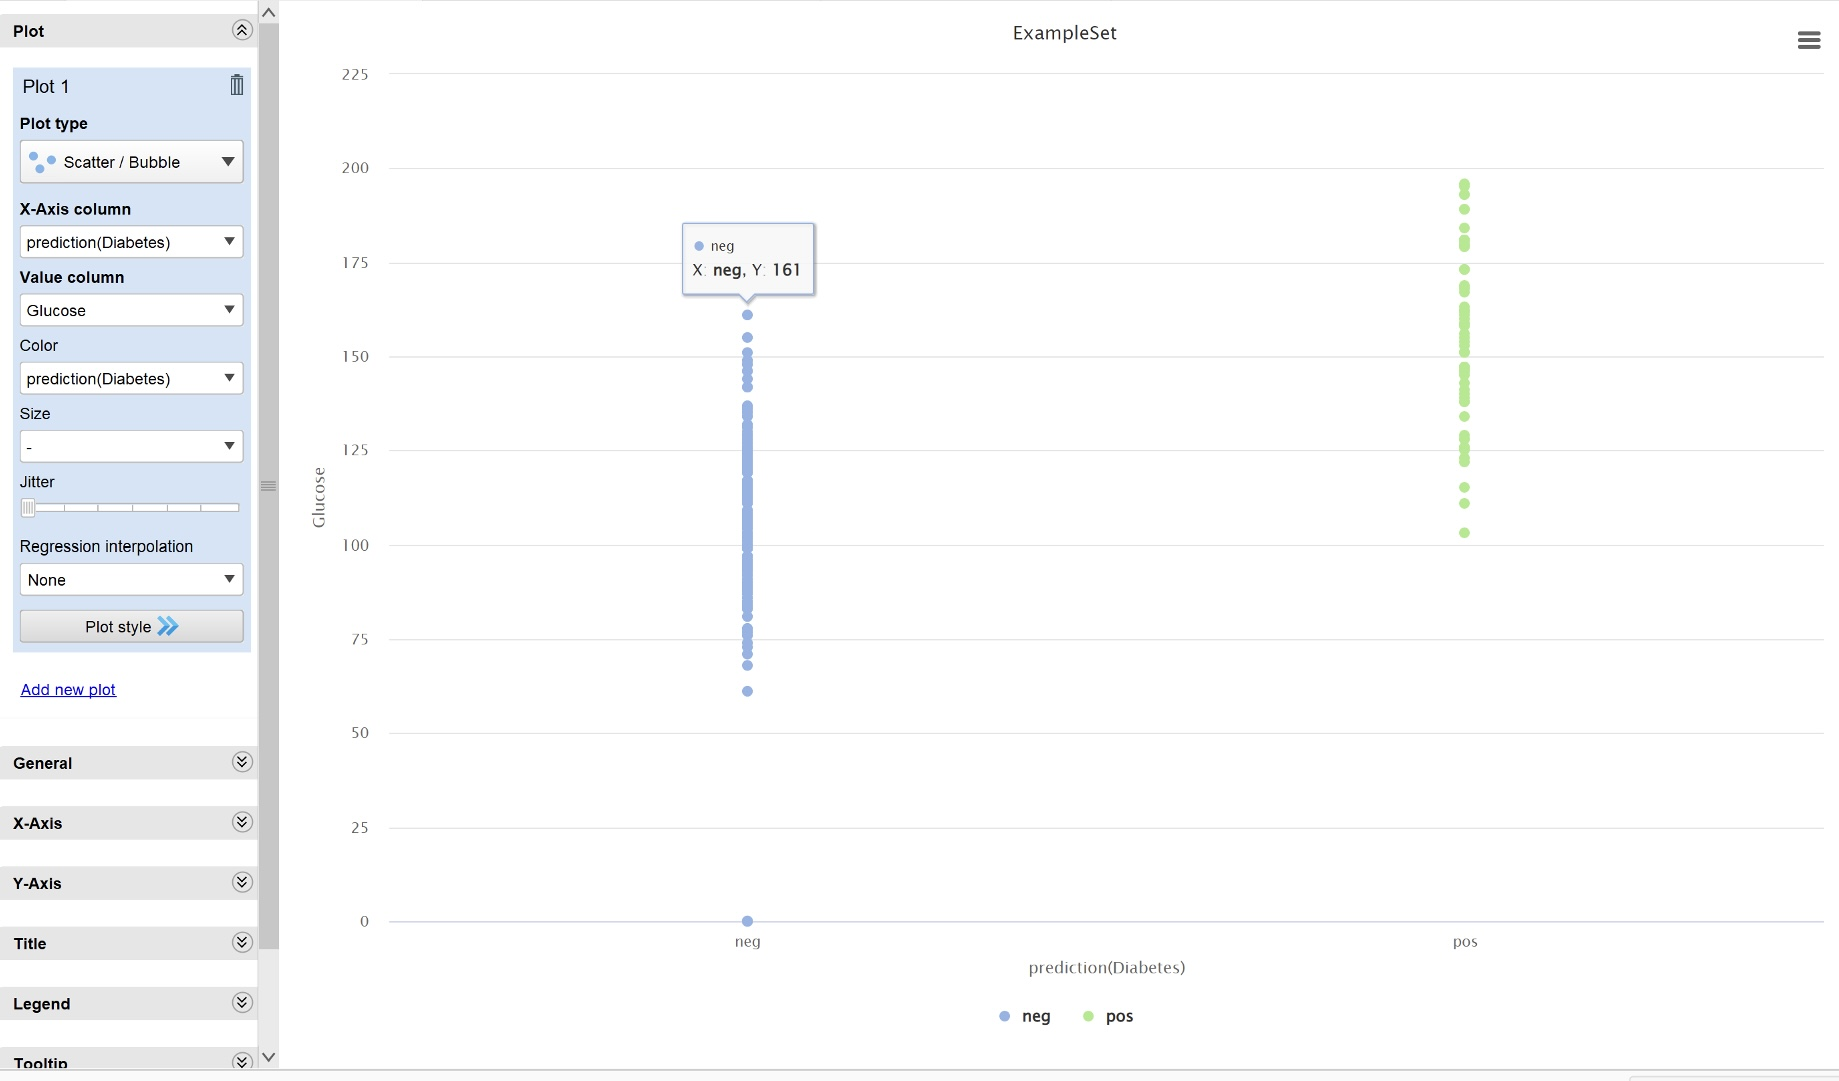 Plot
Plot 1
Plot type
Scatter / Bubble
X-Axis column
prediction(Diabetes)
Value column
Glucose
Color
prediction(Diabetes)
Size
-
Jitter
Regression interpolation
None
Plot style
Add new plot
General
X-Axis
Y-Axis
Title
Legend
Tooltip
ExampleSet
225
200
175
150
125
100
75
50
25
0
Glucose
neg
X: neg, Y: 161
neg pos
prediction(Diabetes)
neg pos